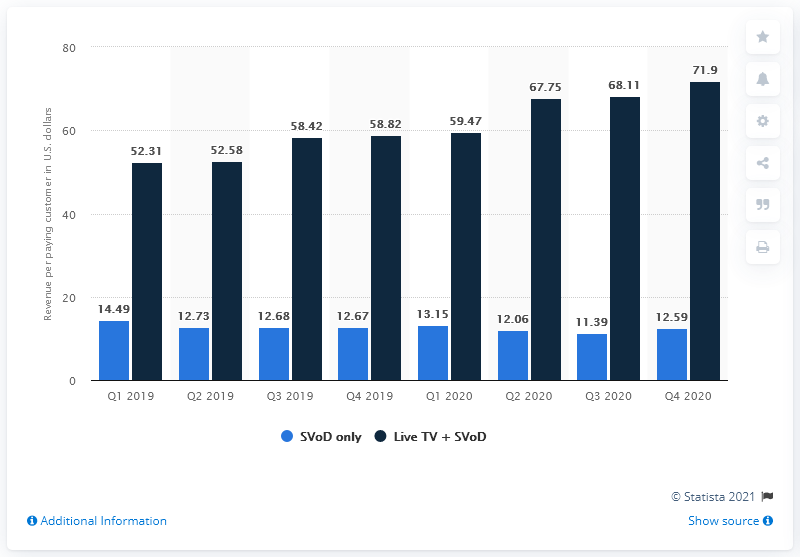 80
60
40
20
0
Revenue per paying customer in U.S. dollars
14.49 52.31 12.73 52.58 12.68 58.42 12.67 58.82 13.15 59.47 12.06 67.75 11.39 68.11 12.59 71.9
Q1 2019 Q2 2019 Q3 2019 Q4 2019 Q1 2020 Q2 2020 Q3 2020 Q4 2020
SVoD only Live TV + SVoD
© Statista 2021
Additional Information Show source